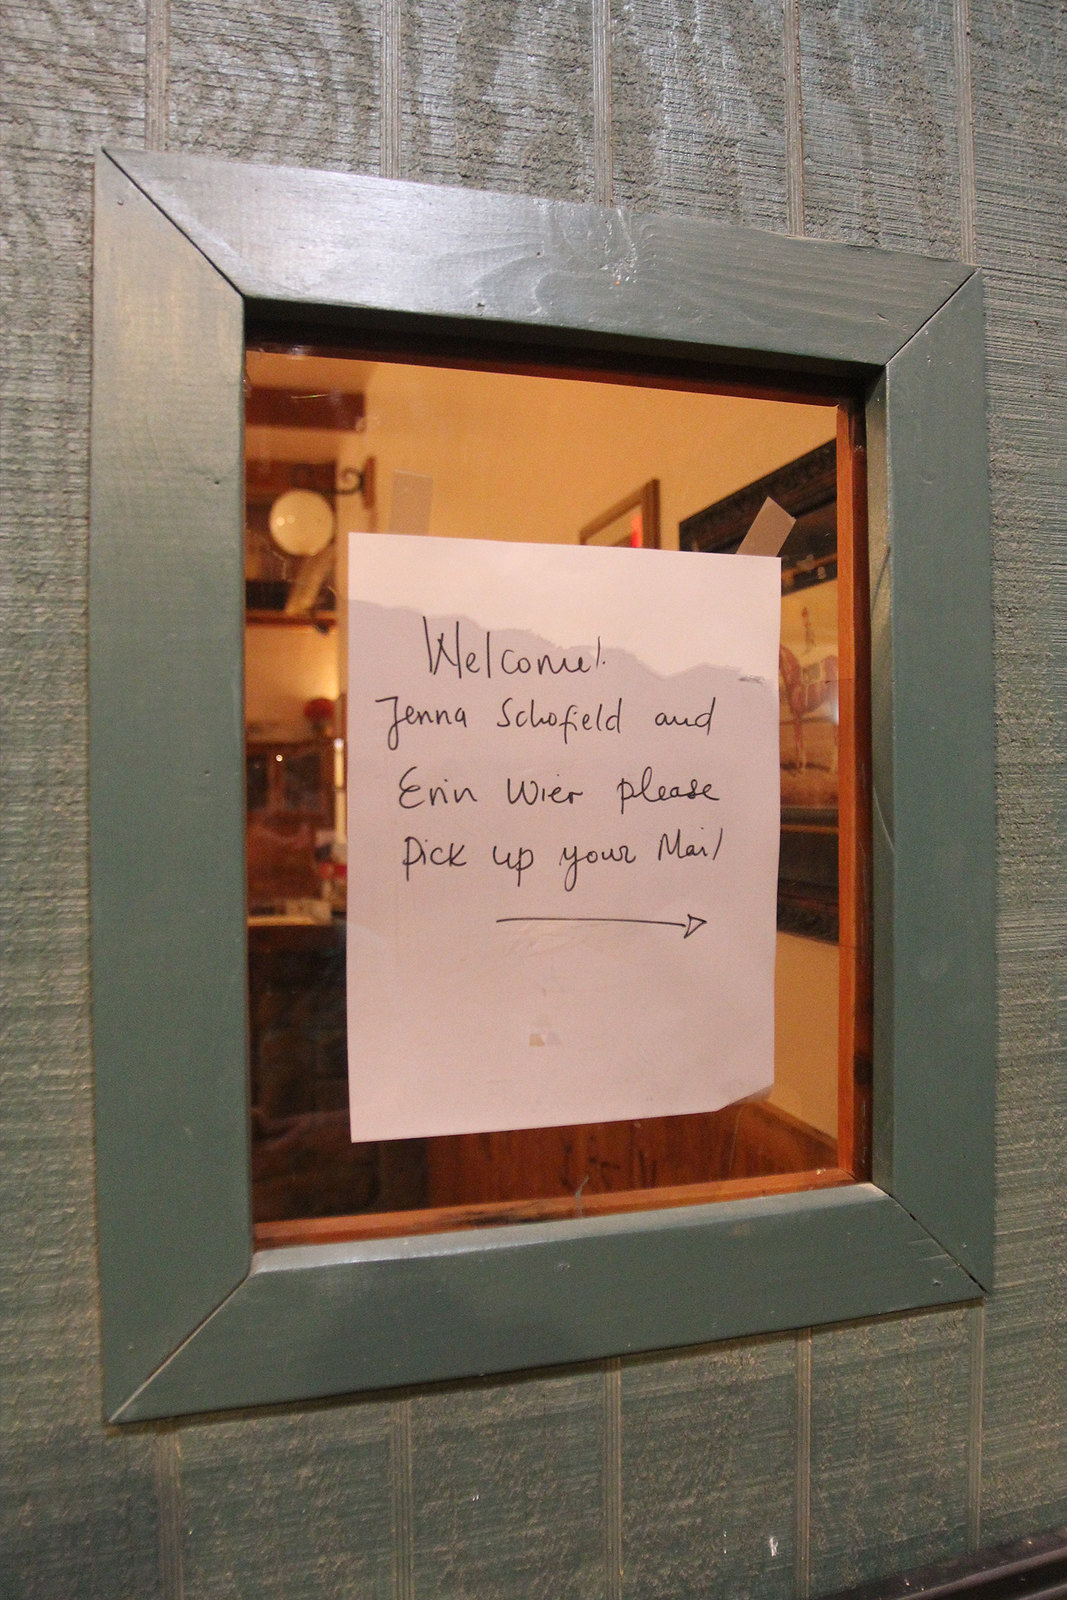 Welcome!
Jenna Schofield and
Erin Wier please
Pick up your Mail